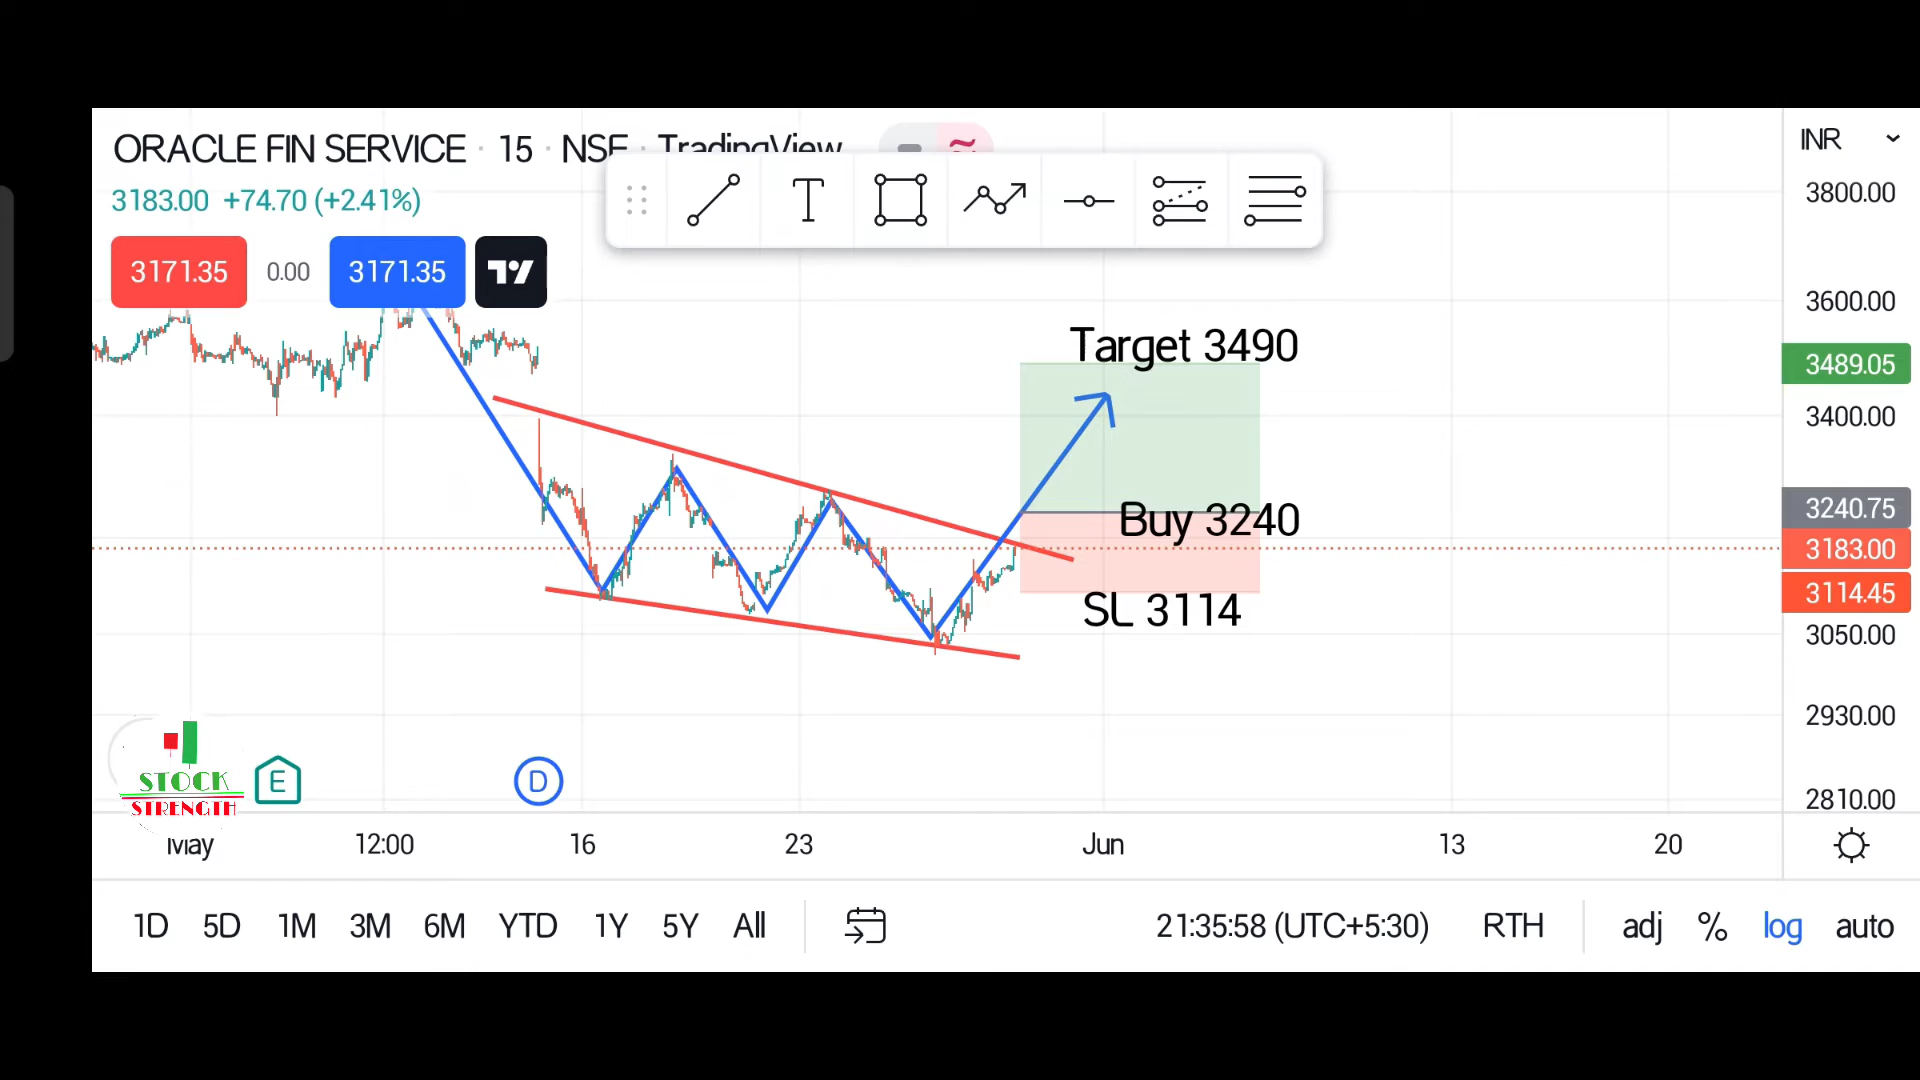 ORACLE FIN SERVICE · 15 · NSE · TradingView
INR
3183.00 +74.70 (+2.41%)
T
3171.35 0.00 3171.35
3800.00
3600.00
3489.05
3400.00
3240.75
3183.00
3114.45
3050.00
2930.00
2810.00
Target 3490
Buy 3240
SL 3114
STOCK
STRENGTH
E
D
May 12:00 16 23 Jun 13 20
1D 5D 1M 3M 6M YTD 1Y 5Y All 21:35:58 (UTC+5:30) RTH adj % log auto